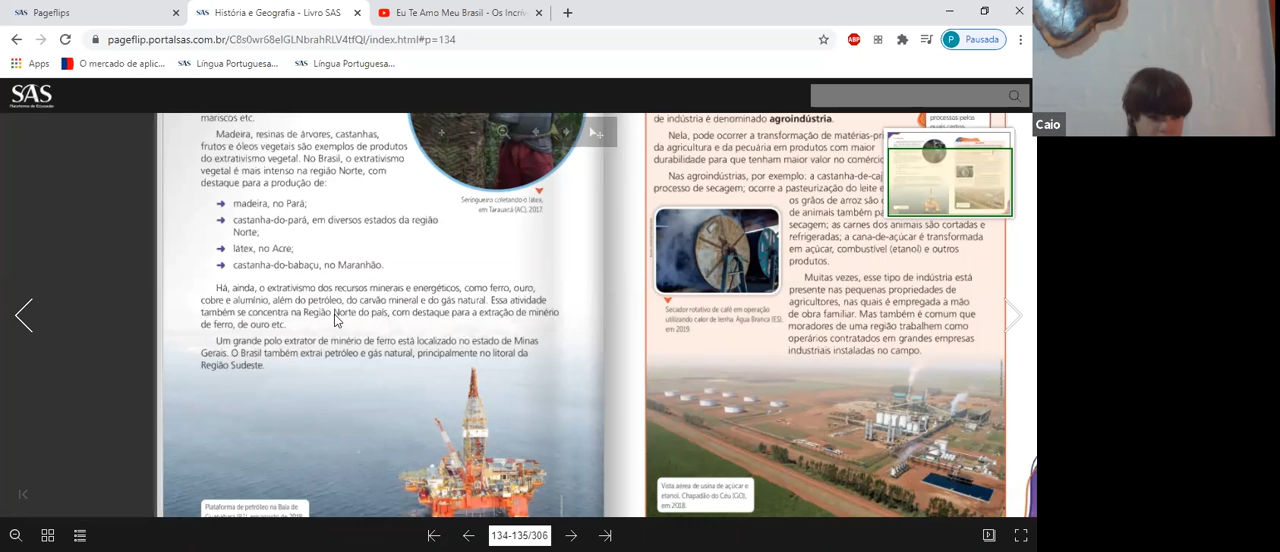 SAS Pageflips
SAS História e Geografia - Livro SAS
Eu Te Amo Meu Brasil - Os Incrív
pageflip.portalsas.com.br/C8s0wr68elGLNbrahRLV4tfQJ/index.html#p=134
ABP
P Pausada
Apps
O mercado de aplic...
SAS Língua Portuguesa...
SAS Língua Portuguesa...
SAS
Plataforma de Educação
Caio
mariscos etc.
Madeira, resinas de árvores, castanhas,
frutos e óleos vegetais são exemplos de produtos
do extrativismo vegetal. No Brasil, o extrativismo
vegetal é mais intenso na região Norte, com
destaque para a produção de:
madeira, no Pará;
castanha-do-pará, em diversos estados da região
Norte;
látex, no Acre;
castanha-do-babaçu, no Maranhão.
Seringueiro coletando o látex,
em Tarauacá (AC), 2017.
Há, ainda, o extrativismo dos recursos minerais e energéticos, como ferro, ouro,
cobre e alumínio, além do petróleo, do carvão mineral e do gás natural. Essa atividade
também se concentra na Região Norte do país, com destaque para a extração de minério
de ferro, de ouro etc.
Um grande polo extrator de minério de ferro está localizado no estado de Minas
Gerais. O Brasil também extrai petróleo e gás natural, principalmente no litoral da
Região Sudeste.
Plataforma de petróleo na Baía de
de indústria é denominado agroindústria.
processos pelos
quais certos
Nela, pode ocorrer a transformação de matérias-pr
da agricultura e da pecuária em produtos com maior
durabilidade para que tenham maior valor no comérc
Nas agroindústrias, por exemplo: a castanha-de-caj
processo de secagem; ocorre a pasteurização do leite e
os grãos de arroz são
de animais também pa
secagem; as carnes dos animais são cortadas e
refrigeradas; a cana-de-açúcar é transformada
em açúcar, combustível (etanol) e outros
produtos.
Muitas vezes, esse tipo de indústria está
presente nas pequenas propriedades de
agricultores, nas quais é empregada a mão
de obra familiar. Mas também é comum que
moradores de uma região trabalhem como
operários contratados em grandes empresas
industriais instaladas no campo.
Secador rotativo de café em operação
utilizando calor de lenha. Água Branca (ES),
em 2019.
Vista aérea de usina de açúcar e
etanol. Chapadão do Céu (GO),
em 2018.
134-135/306